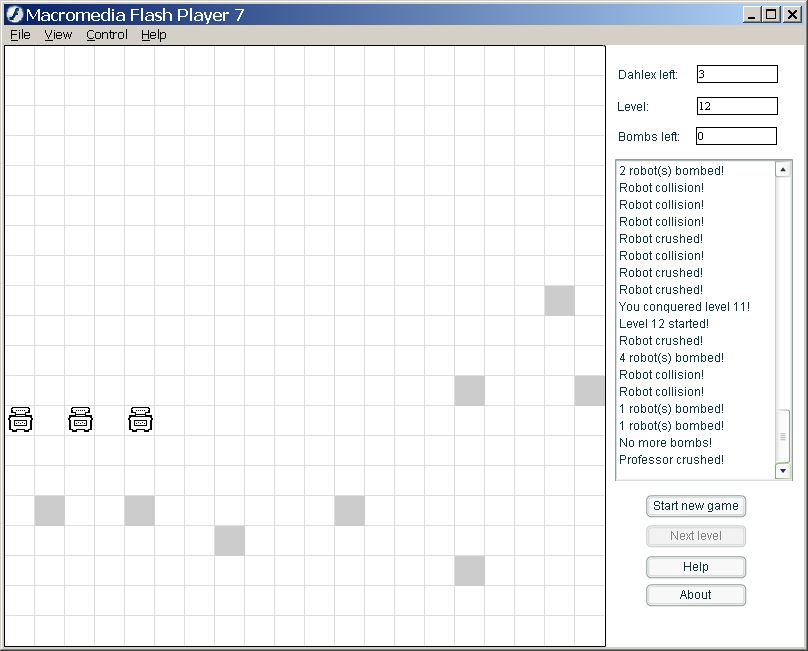 Macromedia Flash Player 7
File View Control Help
Dahlex left: 3
Level: 12
Bombs left: 0
2 robot(s) bombed!
Robot collision!
Robot collision!
Robot collision!
Robot crushed!
Robot collision!
Robot crushed!
Robot crushed!
You conquered level 11!
Level 12 started!
Robot crushed!
4 robot(s) bombed!
Robot collision!
Robot collision!
1 robot(s) bombed!
1 robot(s) bombed!
No more bombs!
Professor crushed!
Start new game
Next level
Help
About